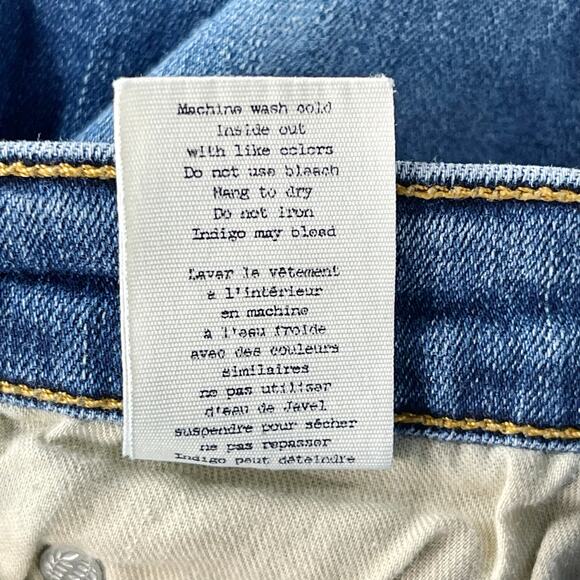 Machine wash cold
Inside out
with like colors
Do not use bleach
Hang to dry
Do not iron
Indigo may bleed
Laver le vêtement
à l'intérieur
en machine
à l'eau froide
avec des couleurs
similaires
ne pas utiliser
d'eau de Javel
suspendre pour sécher
ne pas repasser
Indigo peut déteindre